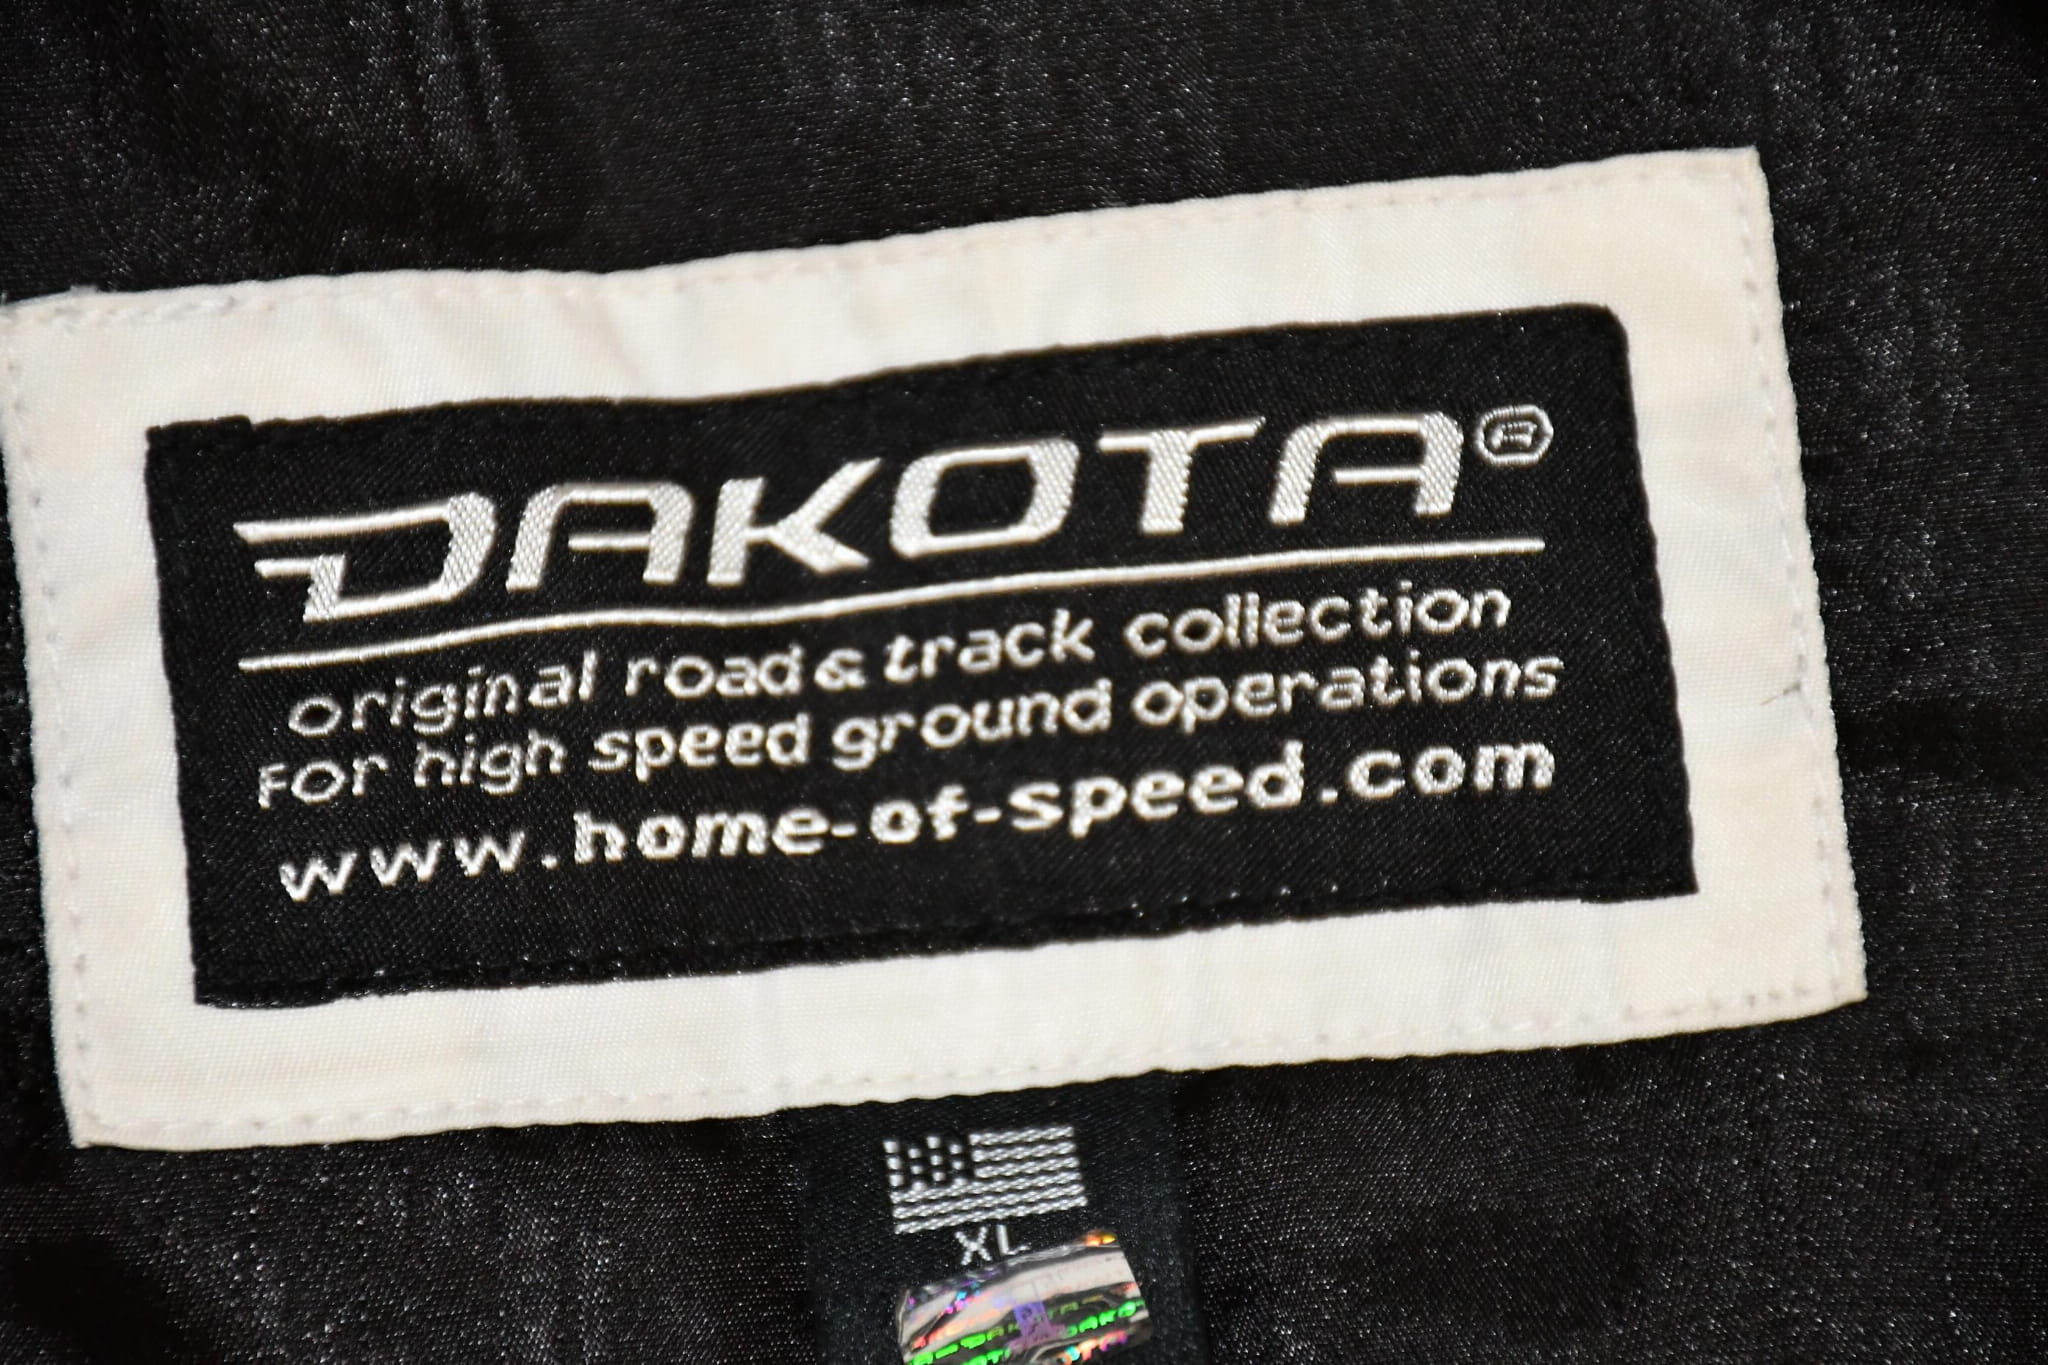 DAKOTA®
original road & track collection
For high speed ground operations
www.home-of-speed.com
XL